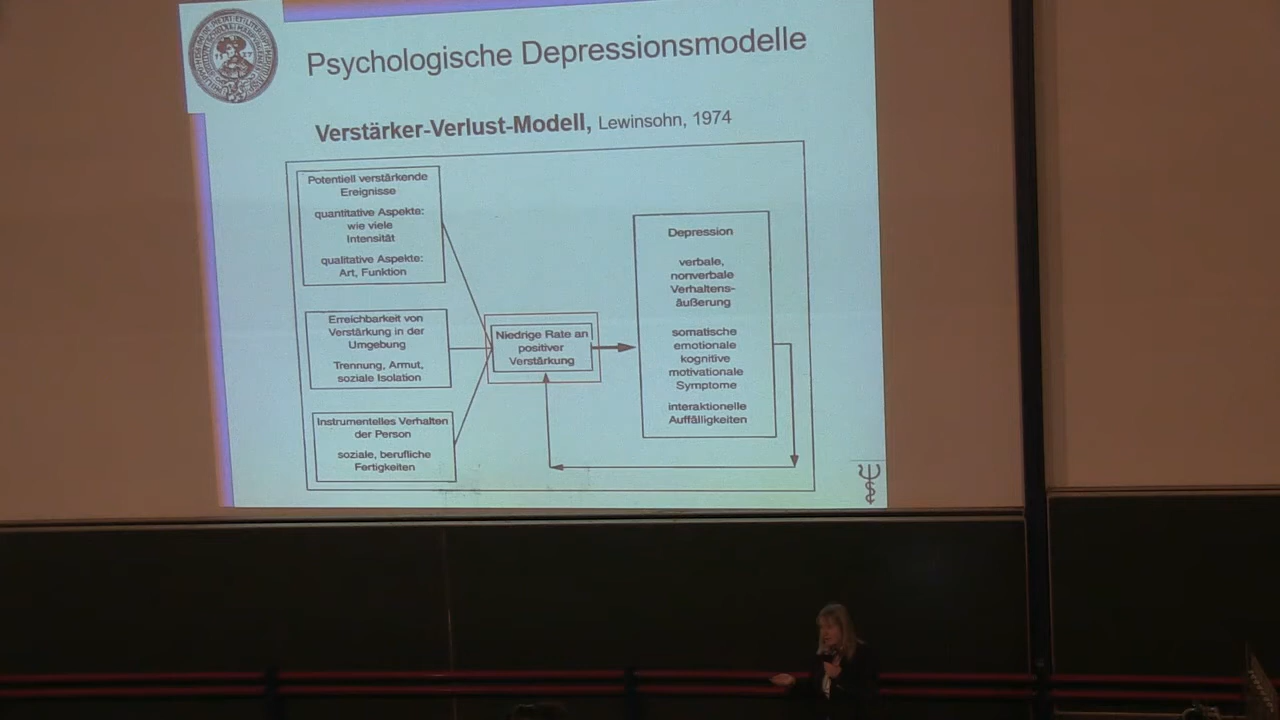 Psychologische Depressionsmodelle
Verstärker-Verlust-Modell, Lewinsohn, 1974
Potentiell verstärkende
Ereignisse
quantitative Aspekte:
wie viele
Intensität
qualitative Aspekte:
Art, Funktion
Erreichbarkeit von
Verstärkung in der
Umgebung
Trennung, Armut,
soziale Isolation
Instrumentelles Verhalten
der Person
soziale, berufliche
Fertigkeiten
Niedrige Rate an
positiver
Verstärkung
Depression
verbale,
nonverbale
Verhaltens-
äußerung
somatische
emotionale
kognitive
motivationale
Symptome
interaktionelle
Auffälligkeiten